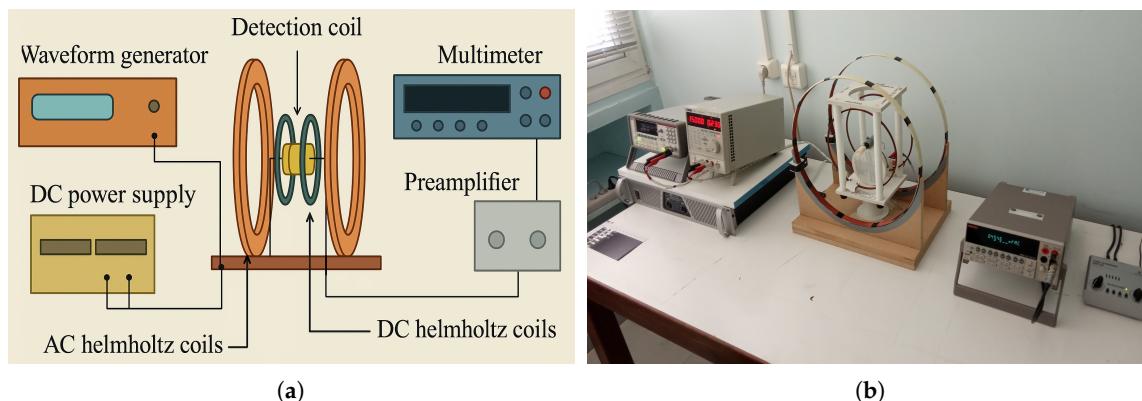 Detection coil
Waveform generator
Multimeter
DC power supply
Preamplifier
DC helmholtz coils
AC helmholtz coils
(a)
(b)